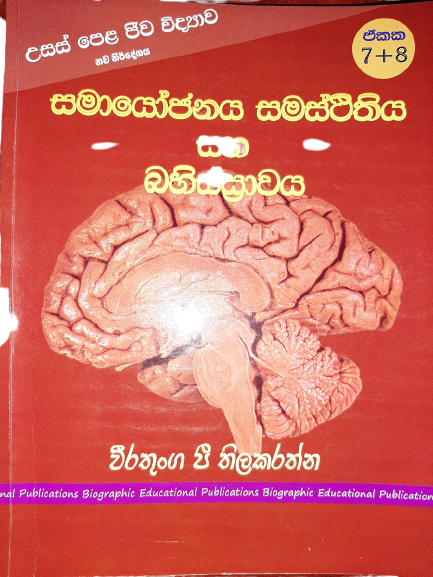 උසස් පෙළ ජීව විද්‍යාව
නව නිර්දේශය
ඒකක
7+8
සමායෝජනය සමස්ථිතිය
සහ
බහිස්ස්‍රාවය
වීරතුංග පී තිලකරත්න
nal Publications Biographic Educational Publications Biographic Educational Publication